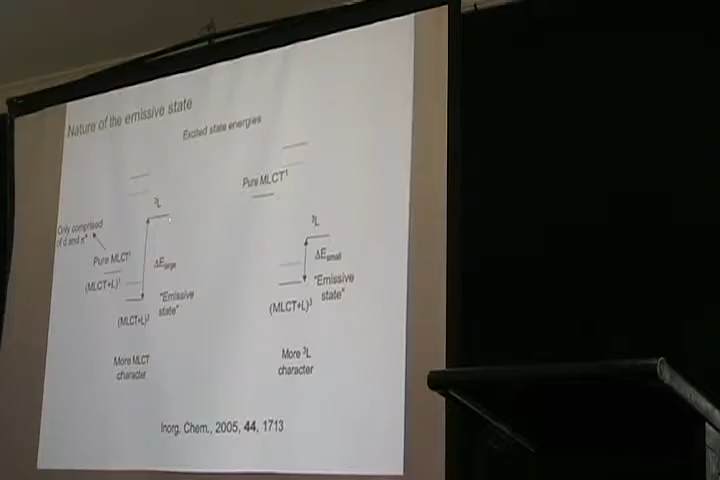 Nature of the emissive state
Excited state energies
Pure MLCT¹
³L
Only comprised
of d and π*
Pure MLCT¹
(MLCT+L)¹
ΔElarge
"Emissive
state"
(MLCT+L)³
More MLCT
character
³L
ΔEsmall
"Emissive
state"
(MLCT+L)³
More ³L
character
Inorg. Chem., 2005, 44, 1713